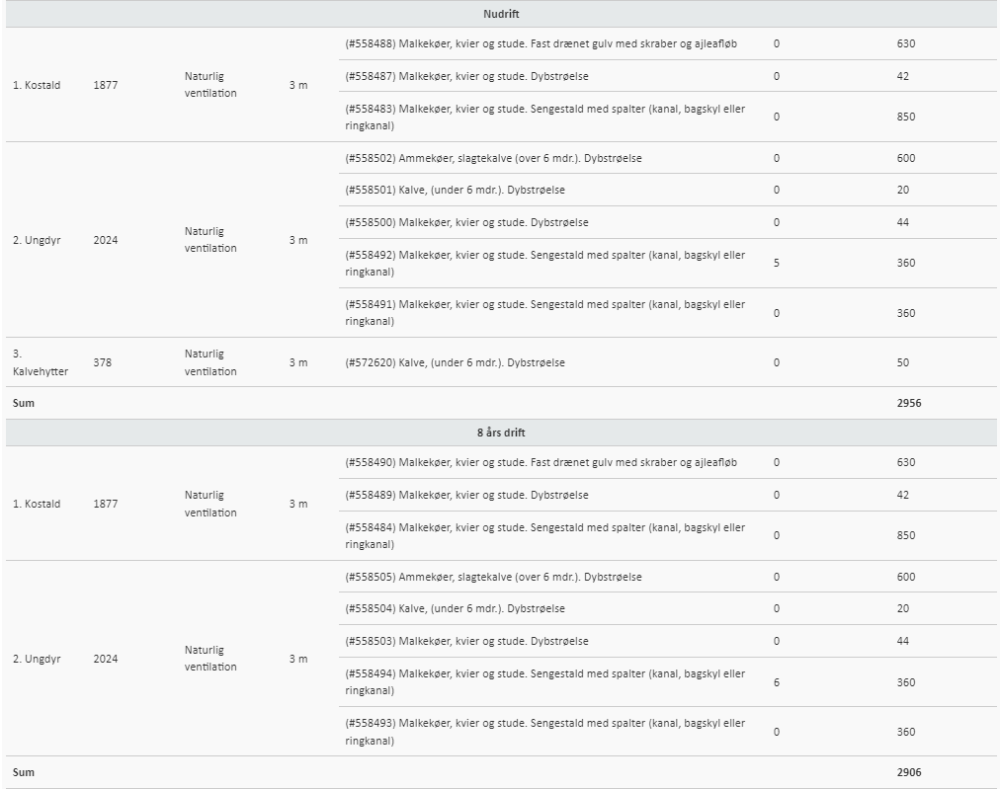 Nudrift
1. Kostald 1877 Naturlig ventilation 3 m (#558488) Malkekøer, kvier og stude. Fast drænet gulv med skraber og ajleafløb 0 630
(#558487) Malkekøer, kvier og stude. Dybstrøelse 0 42
(#558483) Malkekøer, kvier og stude. Sengestald med spalter (kanal, bagskyl eller
ringkanal) 0 850
2. Ungdyr 2024 Naturlig ventilation 3 m (#558502) Ammekøer, slagtekalve (over 6 mdr.). Dybstrøelse 0 600
(#558501) Kalve, (under 6 mdr.). Dybstrøelse 0 20
(#558500) Malkekøer, kvier og stude. Dybstrøelse 0 44
(#558492) Malkekøer, kvier og stude. Sengestald med spalter (kanal, bagskyl eller
ringkanal) 5 360
(#558491) Malkekøer, kvier og stude. Sengestald med spalter (kanal, bagskyl eller
ringkanal) 0 360
3. Kalvehytter 378 Naturlig ventilation 3 m (#572620) Kalve, (under 6 mdr.). Dybstrøelse 0 50
Sum 2956
8 års drift
1. Kostald 1877 Naturlig ventilation 3 m (#558490) Malkekøer, kvier og stude. Fast drænet gulv med skraber og ajleafløb 0 630
(#558489) Malkekøer, kvier og stude. Dybstrøelse 0 42
(#558484) Malkekøer, kvier og stude. Sengestald med spalter (kanal, bagskyl eller
ringkanal) 0 850
2. Ungdyr 2024 Naturlig ventilation 3 m (#558505) Ammekøer, slagtekalve (over 6 mdr.). Dybstrøelse 0 600
(#558504) Kalve, (under 6 mdr.). Dybstrøelse 0 20
(#558503) Malkekøer, kvier og stude. Dybstrøelse 0 44
(#558494) Malkekøer, kvier og stude. Sengestald med spalter (kanal, bagskyl eller
ringkanal) 6 360
(#558493) Malkekøer, kvier og stude. Sengestald med spalter (kanal, bagskyl eller
ringkanal) 0 360
Sum 2906